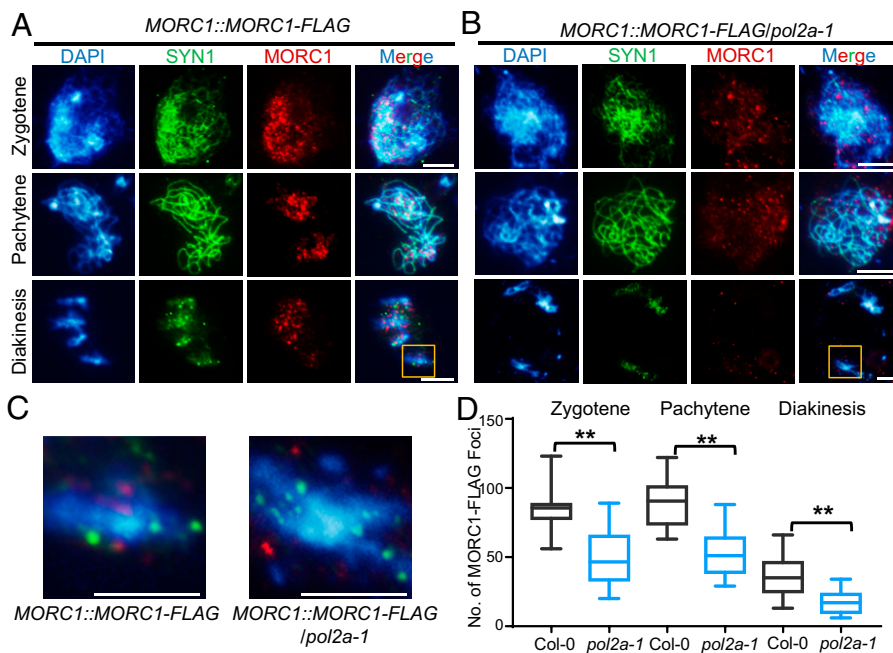 A
MORC1::MORC1-FLAG
DAPI SYN1 MORC1 Merge
Zygotene
Pachytene
Diakinesis
B
MORC1::MORC1-FLAG/pol2a-1
DAPI SYN1 MORC1 Merge
C
MORC1::MORC1-FLAG
MORC1::MORC1-FLAG
/pol2a-1
D
Zygotene Pachytene Diakinesis
No. of MORC1-FLAG Foci
150
100
50
0
** ** **
Col-0 pol2a-1 Col-0 pol2a-1 Col-0 pol2a-1